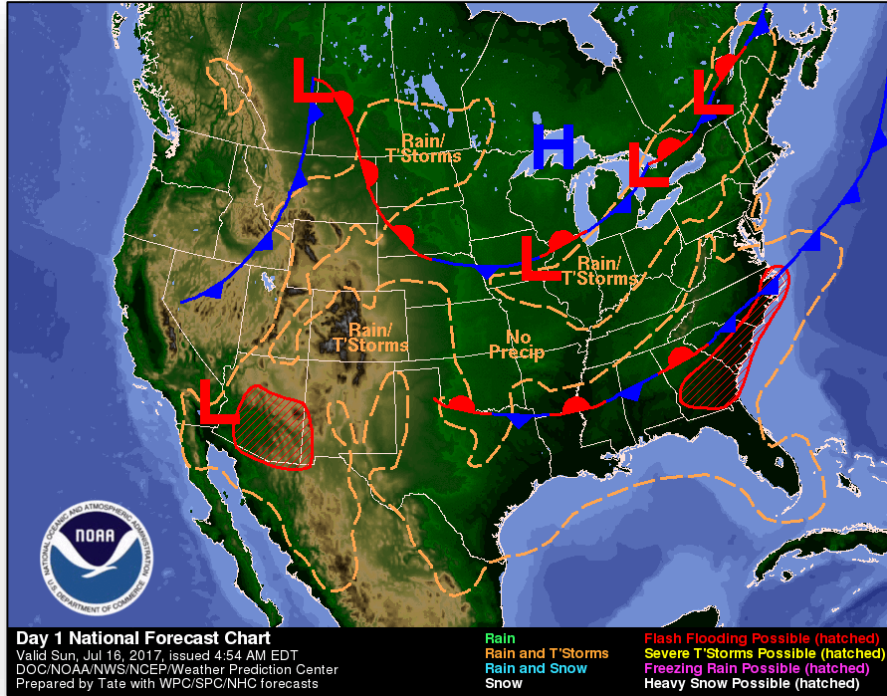 L
L
H
Rain/
T'Storms
L
L
Rain/
T'Storms
Rain/
T'Storms
No
Precip
L
NATIONAL OCEANIC AND ATMOSPHERIC ADMINISTRATION
NOAA
U.S. DEPARTMENT OF COMMERCE
Day 1 National Forecast Chart
Valid Sun, Jul 16, 2017, issued 4:54 AM EDT
DOC/NOAA/NWS/NCEP/Weather Prediction Center
Prepared by Tate with WPC/SPC/NHC forecasts
Rain
Rain and T'Storms
Rain and Snow
Snow
Flash Flooding Possible (hatched)
Severe T'Storms Possible (hatched)
Freezing Rain Possible (hatched)
Heavy Snow Possible (hatched)